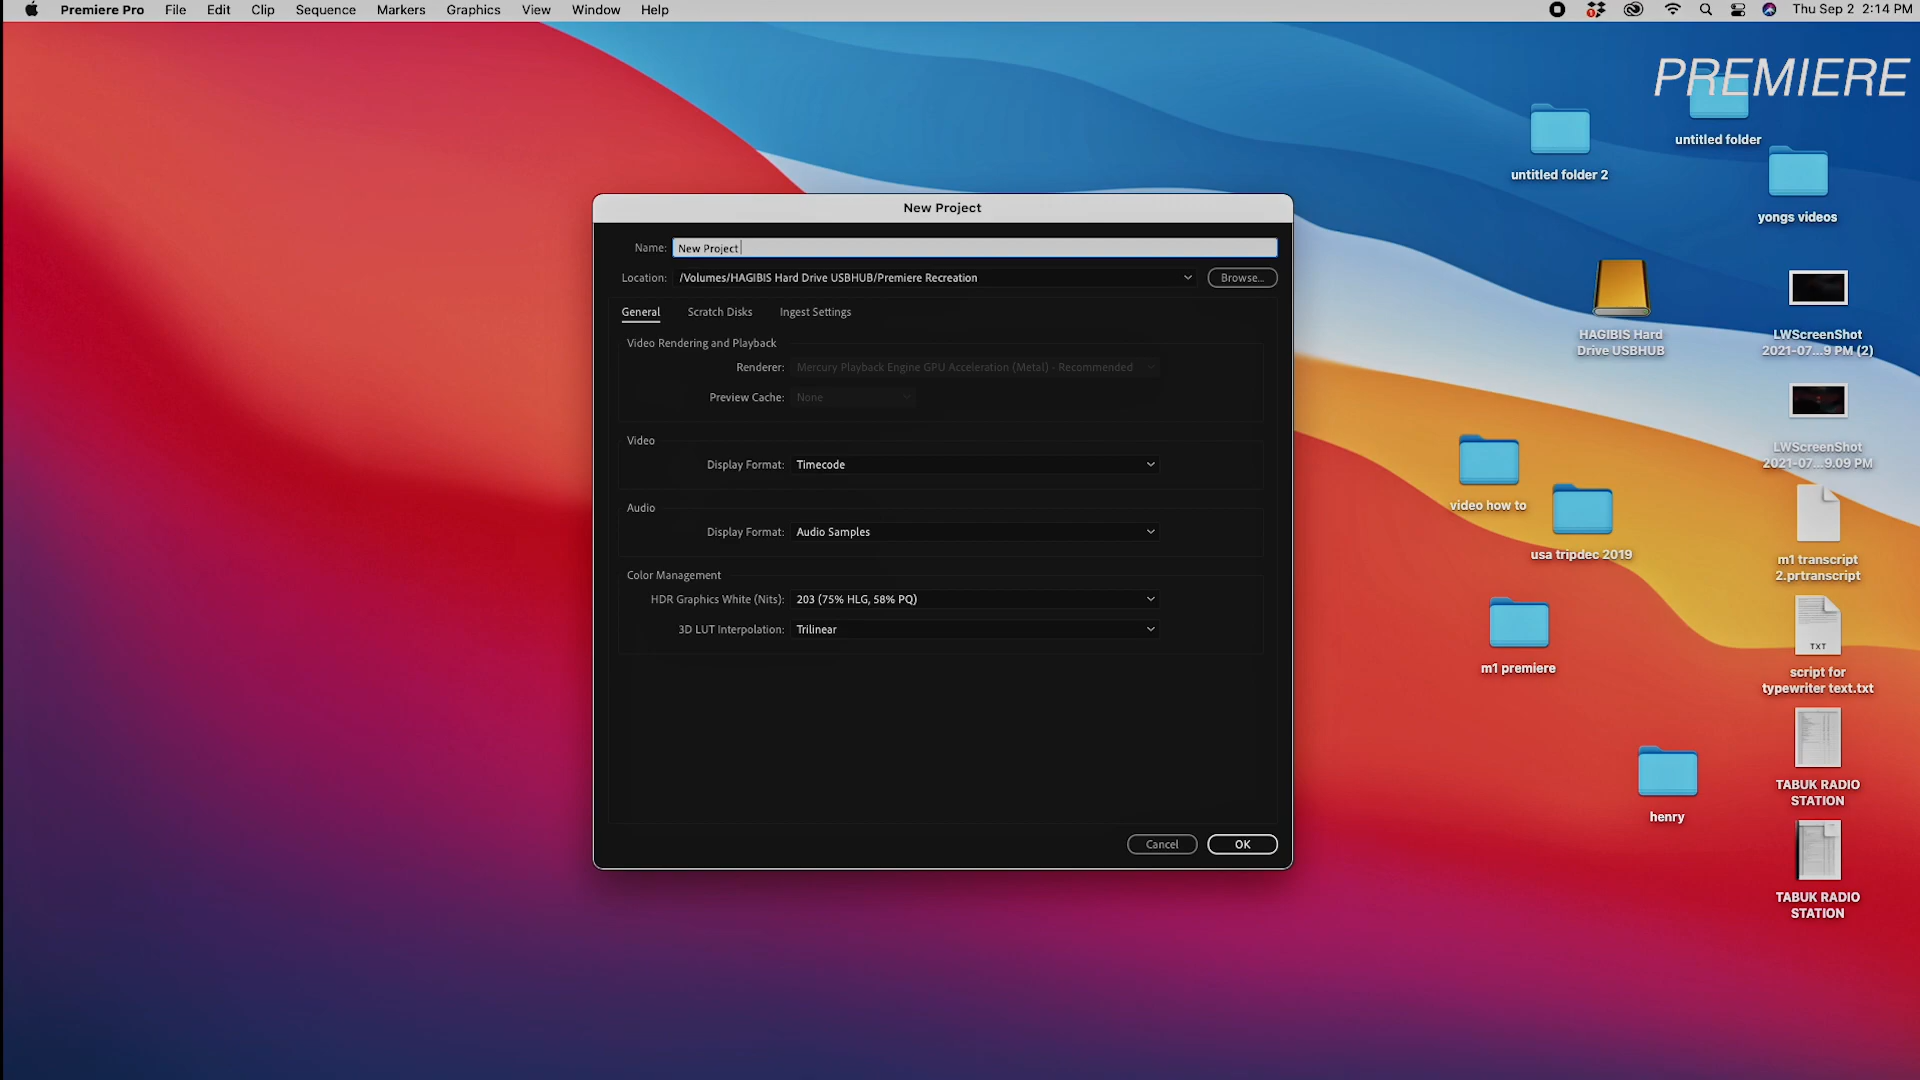 Premiere Pro File Edit Clip Sequence Markers Graphics View Window Help
1
Thu Sep 2 2:14 PM
PREMIERE
untitled folder
untitled folder 2
yongs videos
HAGIBIS Hard
Drive USBHUB
LWScreenShot
2021-07...9 PM (2)
LWScreenShot
2021-07...9.09 PM
video how to
usa tripdec 2019
m1 transcript
2.prtranscript
m1 premiere
TXT
script for
typewriter text.txt
henry
TABUK RADIO
STATION
TABUK RADIO
STATION
New Project
Name: New Project
Location: /Volumes/HAGIBIS Hard Drive USBHUB/Premiere Recreation Browse...
General Scratch Disks Ingest Settings
Video Rendering and Playback
Renderer: Mercury Playback Engine GPU Acceleration (Metal) - Recommended
Preview Cache: None
Video
Display Format: Timecode
Audio
Display Format: Audio Samples
Color Management
HDR Graphics White (Nits): 203 (75% HLG, 58% PQ)
3D LUT Interpolation: Trilinear
Cancel OK